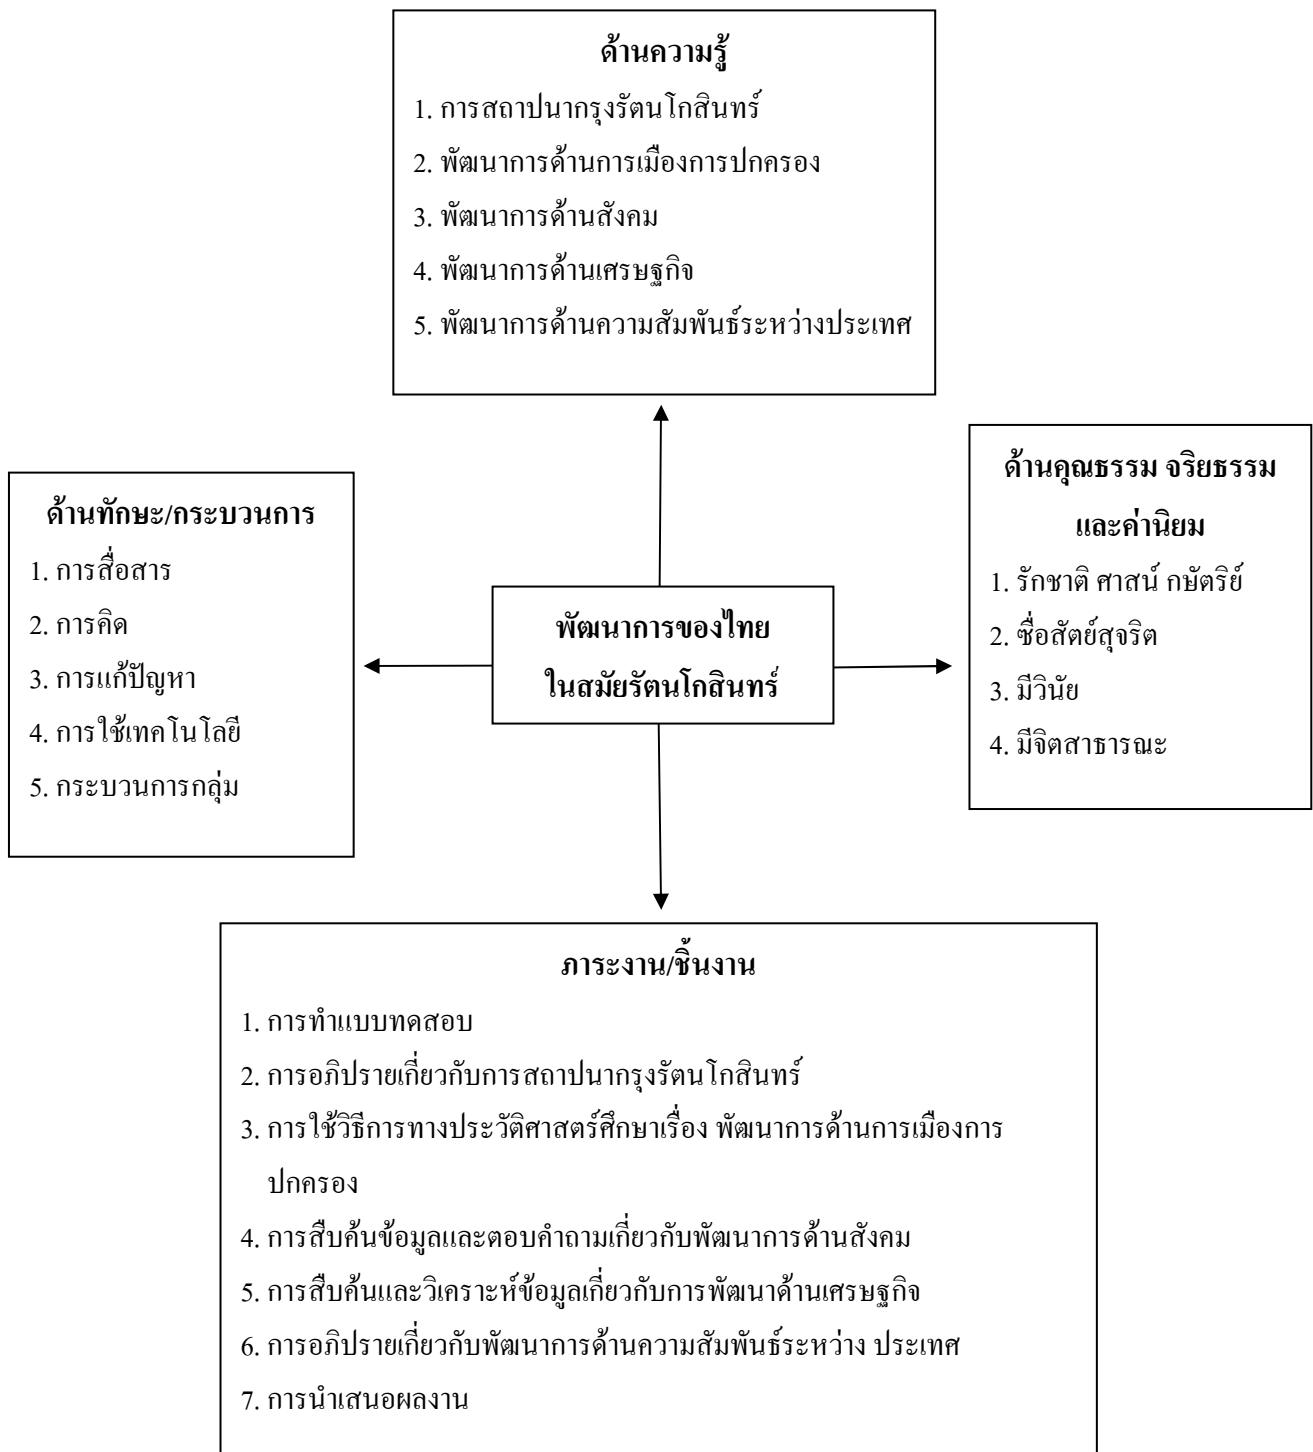 ด้านความรู้
1. การสถาปนากรุงรัตนโกสินทร์
2. พัฒนาการด้านการเมืองการปกครอง
3. พัฒนาการด้านสังคม
4. พัฒนาการด้านเศรษฐกิจ
5. พัฒนาการด้านความสัมพันธ์ระหว่างประเทศ
ด้านทักษะ/กระบวนการ
1. การสื่อสาร
2. การคิด
3. การแก้ปัญหา
4. การใช้เทคโนโลยี
5. กระบวนการกลุ่ม
พัฒนาการของไทย
ในสมัยรัตนโกสินทร์
ด้านคุณธรรม จริยธรรม
และค่านิยม
1. รักชาติ ศาสน์ กษัตริย์
2. ซื่อสัตย์สุจริต
3. มีวินัย
4. มีจิตสาธารณะ
ภาระงาน/ชิ้นงาน
1. การทำแบบทดสอบ
2. การอภิปรายเกี่ยวกับการสถาปนากรุงรัตนโกสินทร์
3. การใช้วิธีการทางประวัติศาสตร์ศึกษาเรื่อง พัฒนาการด้านการเมืองการ
ปกครอง
4. การสืบค้นข้อมูลและตอบคำถามเกี่ยวกับพัฒนาการด้านสังคม
5. การสืบค้นและวิเคราะห์ข้อมูลเกี่ยวกับการพัฒนาด้านเศรษฐกิจ
6. การอภิปรายเกี่ยวกับพัฒนาการด้านความสัมพันธ์ระหว่าง ประเทศ
7. การนำเสนอผลงาน